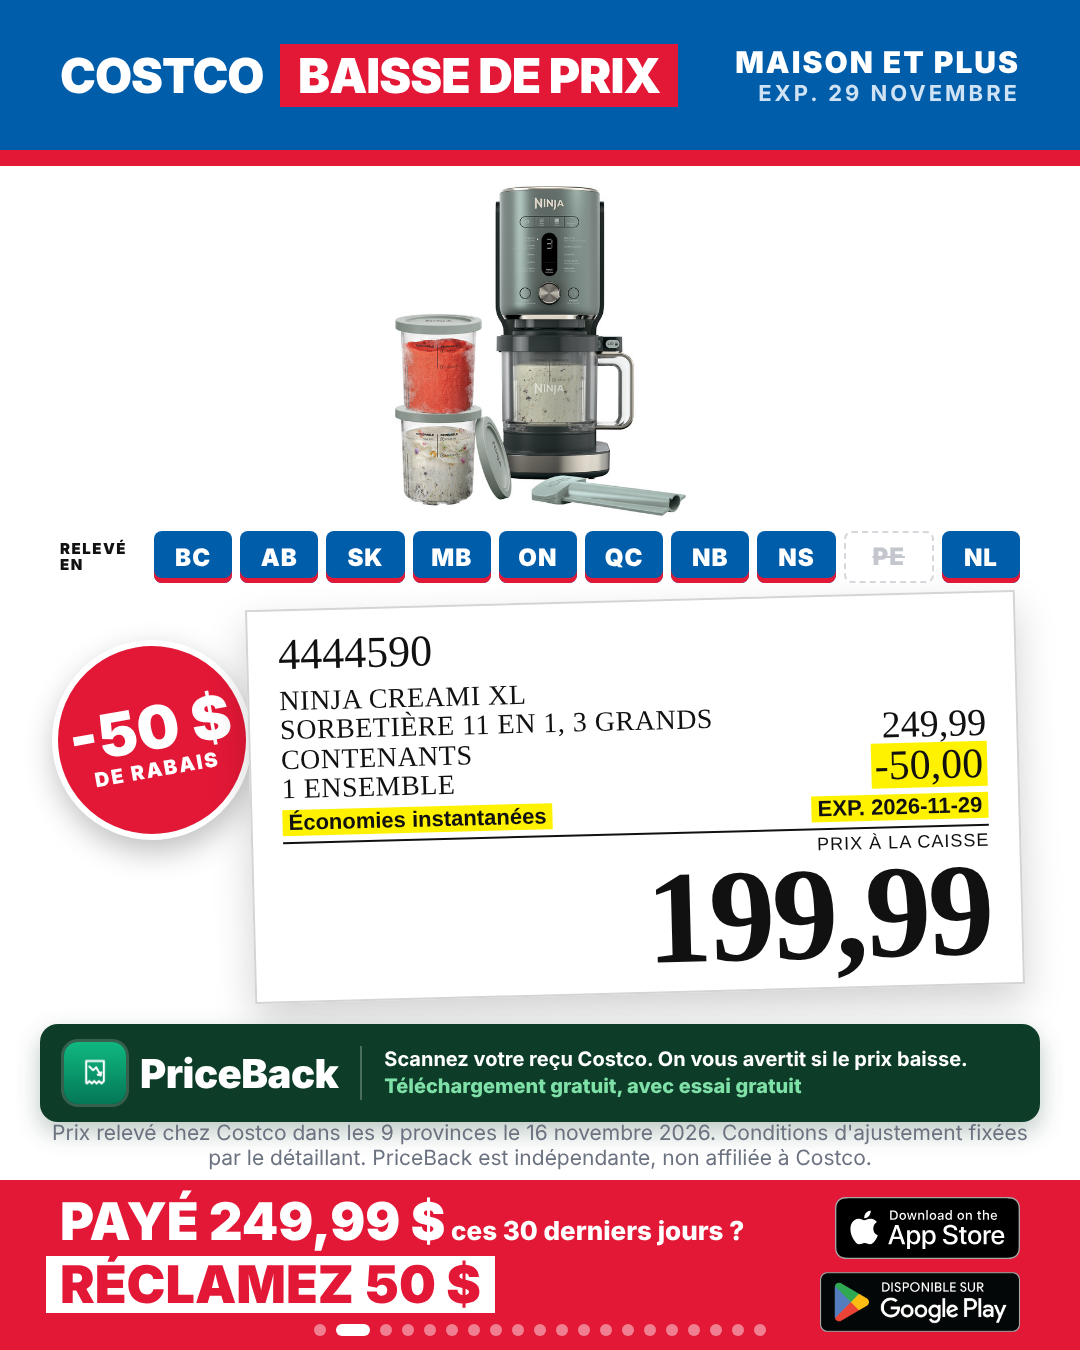 COSTCO BAISSE DE PRIX
MAISON ET PLUS
EXP. 29 NOVEMBRE
NINJA
NINJA
RELEVÉ EN
BC AB SK MB ON QC NB NS PE NL
-50 $
DE RABAIS
4444590
NINJA CREAMI XL
SORBETIÈRE 11 EN 1, 3 GRANDS
CONTENANTS
1 ENSEMBLE
249,99
-50,00
Économies instantanées
EXP. 2026-11-29
PRIX À LA CAISSE
199,99
PriceBack
Scannez votre reçu Costco. On vous avertit si le prix baisse.
Téléchargement gratuit, avec essai gratuit
Prix relevé chez Costco dans les 9 provinces le 16 novembre 2026. Conditions d'ajustement fixées
par le détaillant. PriceBack est indépendante, non affiliée à Costco.
PAYÉ 249,99 $ ces 30 derniers jours ?
RÉCLAMEZ 50 $
Download on the
App Store
DISPONIBLE SUR
Google Play